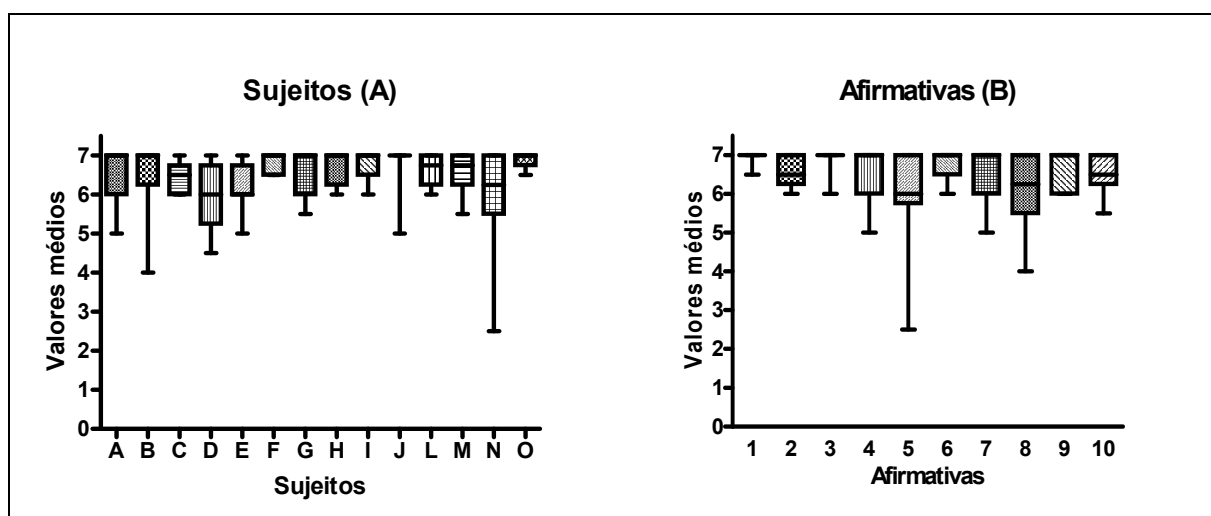 Sujeitos (A)
Valores médios
7
6
5
4
3
2
1
0
A B C D E F G H I J L M N O
Sujeitos
Afirmativas (B)
Valores médios
7
6
5
4
3
2
1
0
1 2 3 4 5 6 7 8 9 10
Afirmativas